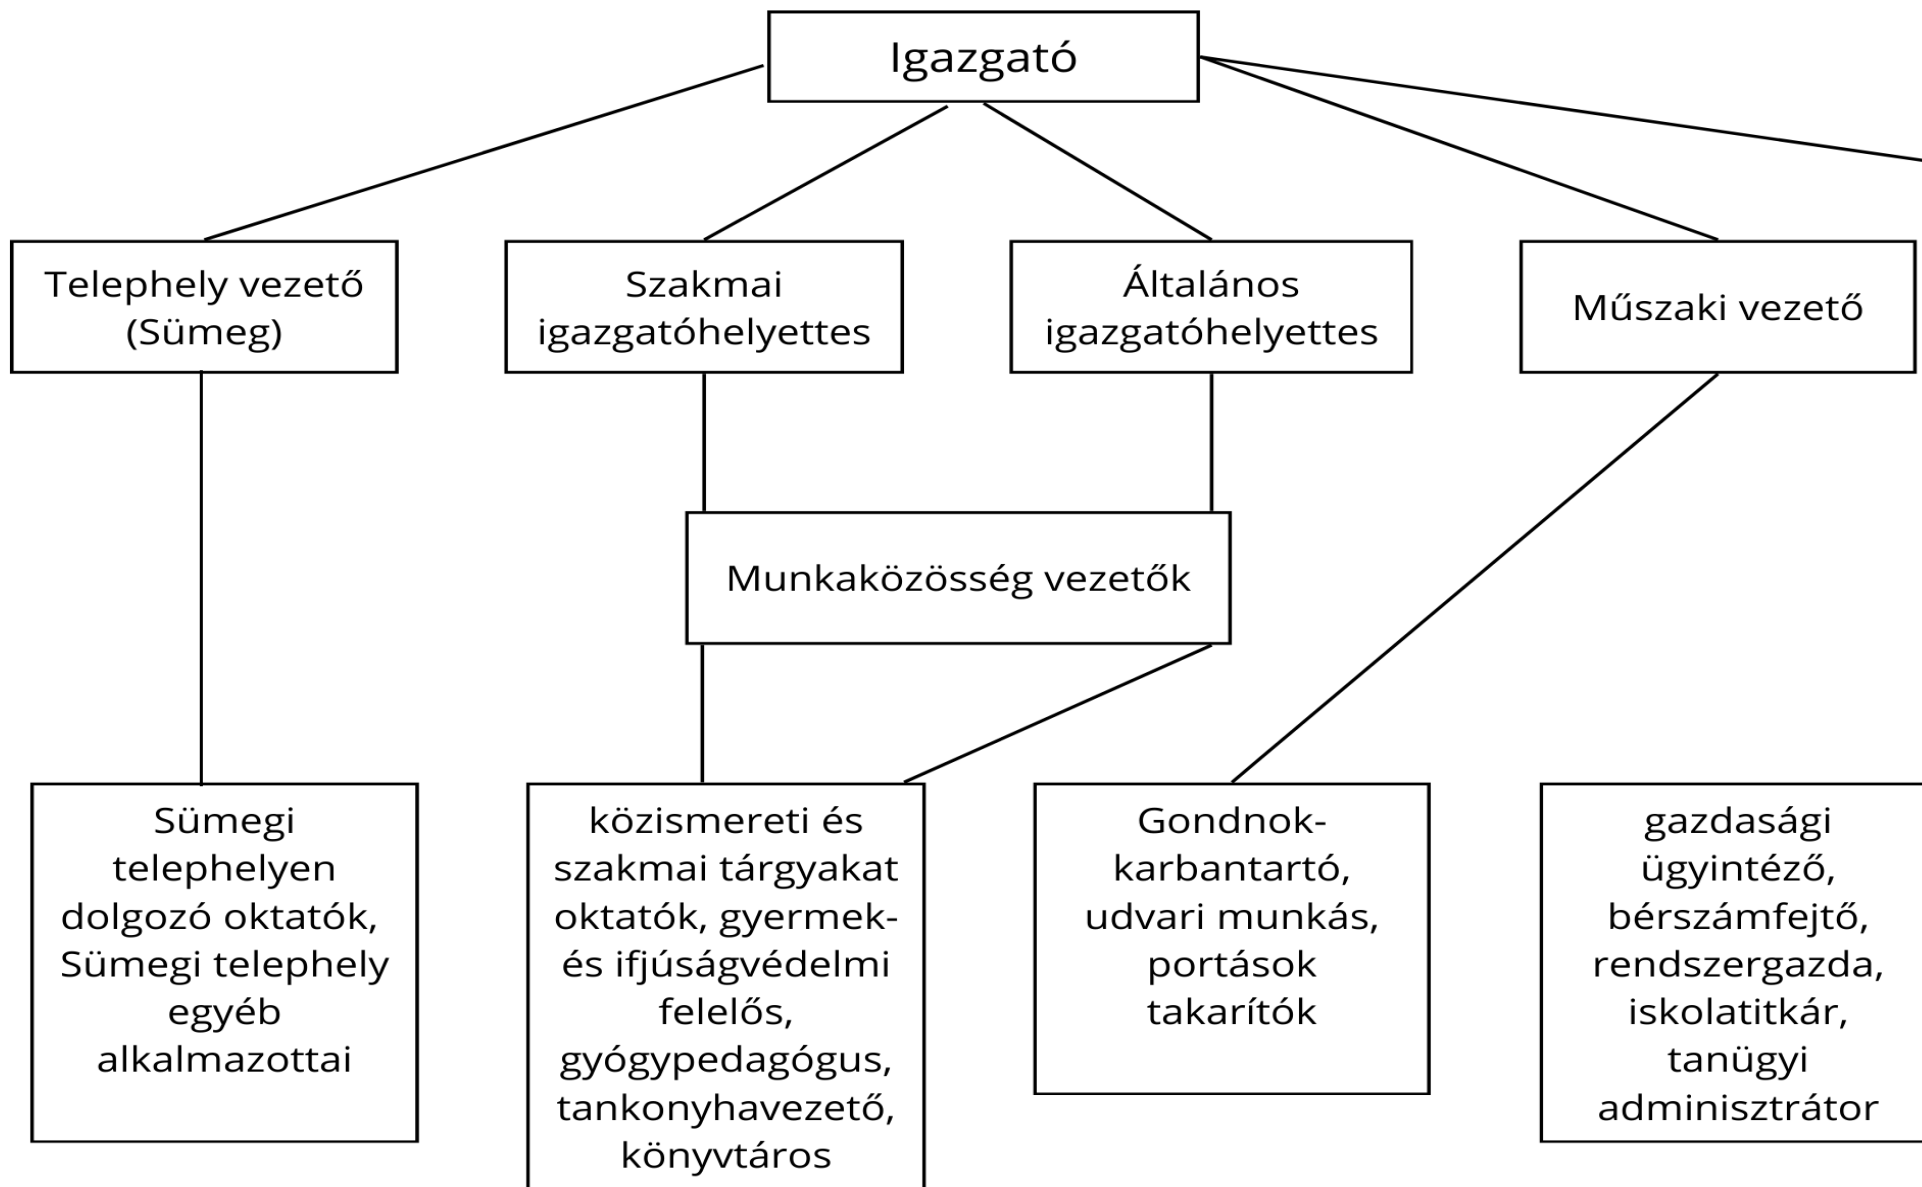 Igazgató
Telephely vezető
(Sümeg)
Szakmai
igazgatóhelyettes
Általános
igazgatóhelyettes
Műszaki vezető
Munkaközösség vezetők
Sümegi
telephelyen
dolgozó oktatók,
Sümegi telephely
egyéb
alkalmazottai
közismereti és
szakmai tárgyakat
oktatók, gyermek-
és ifjúságvédelmi
felelős,
gyógypedagógus,
tankonyhavezető,
könyvtáros
Gondnok-
karbantartó,
udvari munkás,
portások
takarítók
gazdasági
ügyintéző,
bérszámfejtő,
rendszergazda,
iskolatitkár,
tanügyi
adminisztrátor